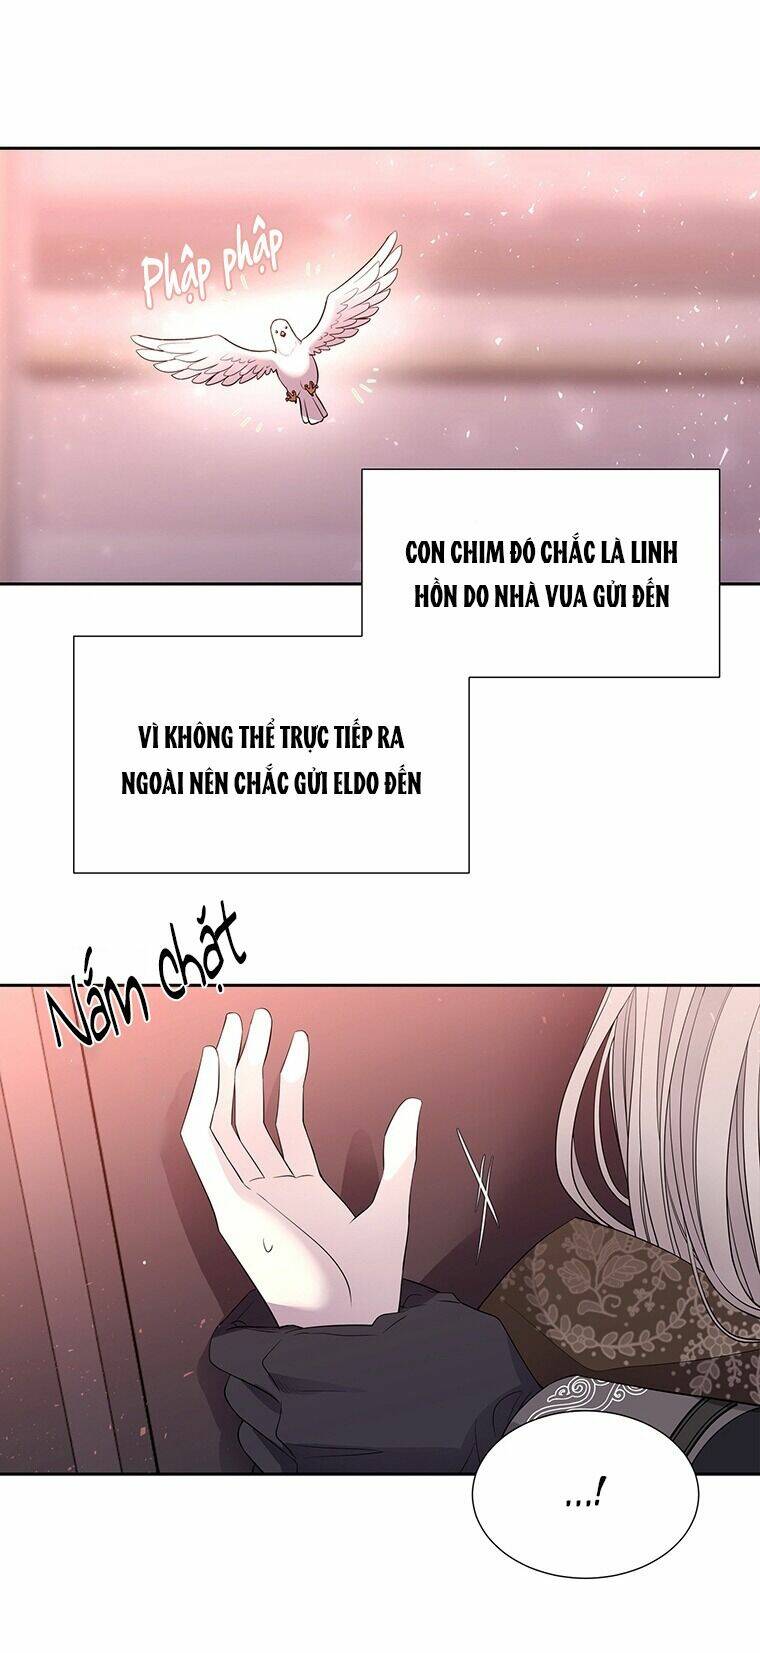 Phập phập
CON CHIM ĐÓ CHẮC LÀ LINH
HỒN DO NHÀ VUA GỬI ĐẾN
VÌ KHÔNG THỂ TRỰC TIẾP RA
NGOÀI NÊN CHẮC GỬI ELDO ĐẾN
Nắm chặt
...!